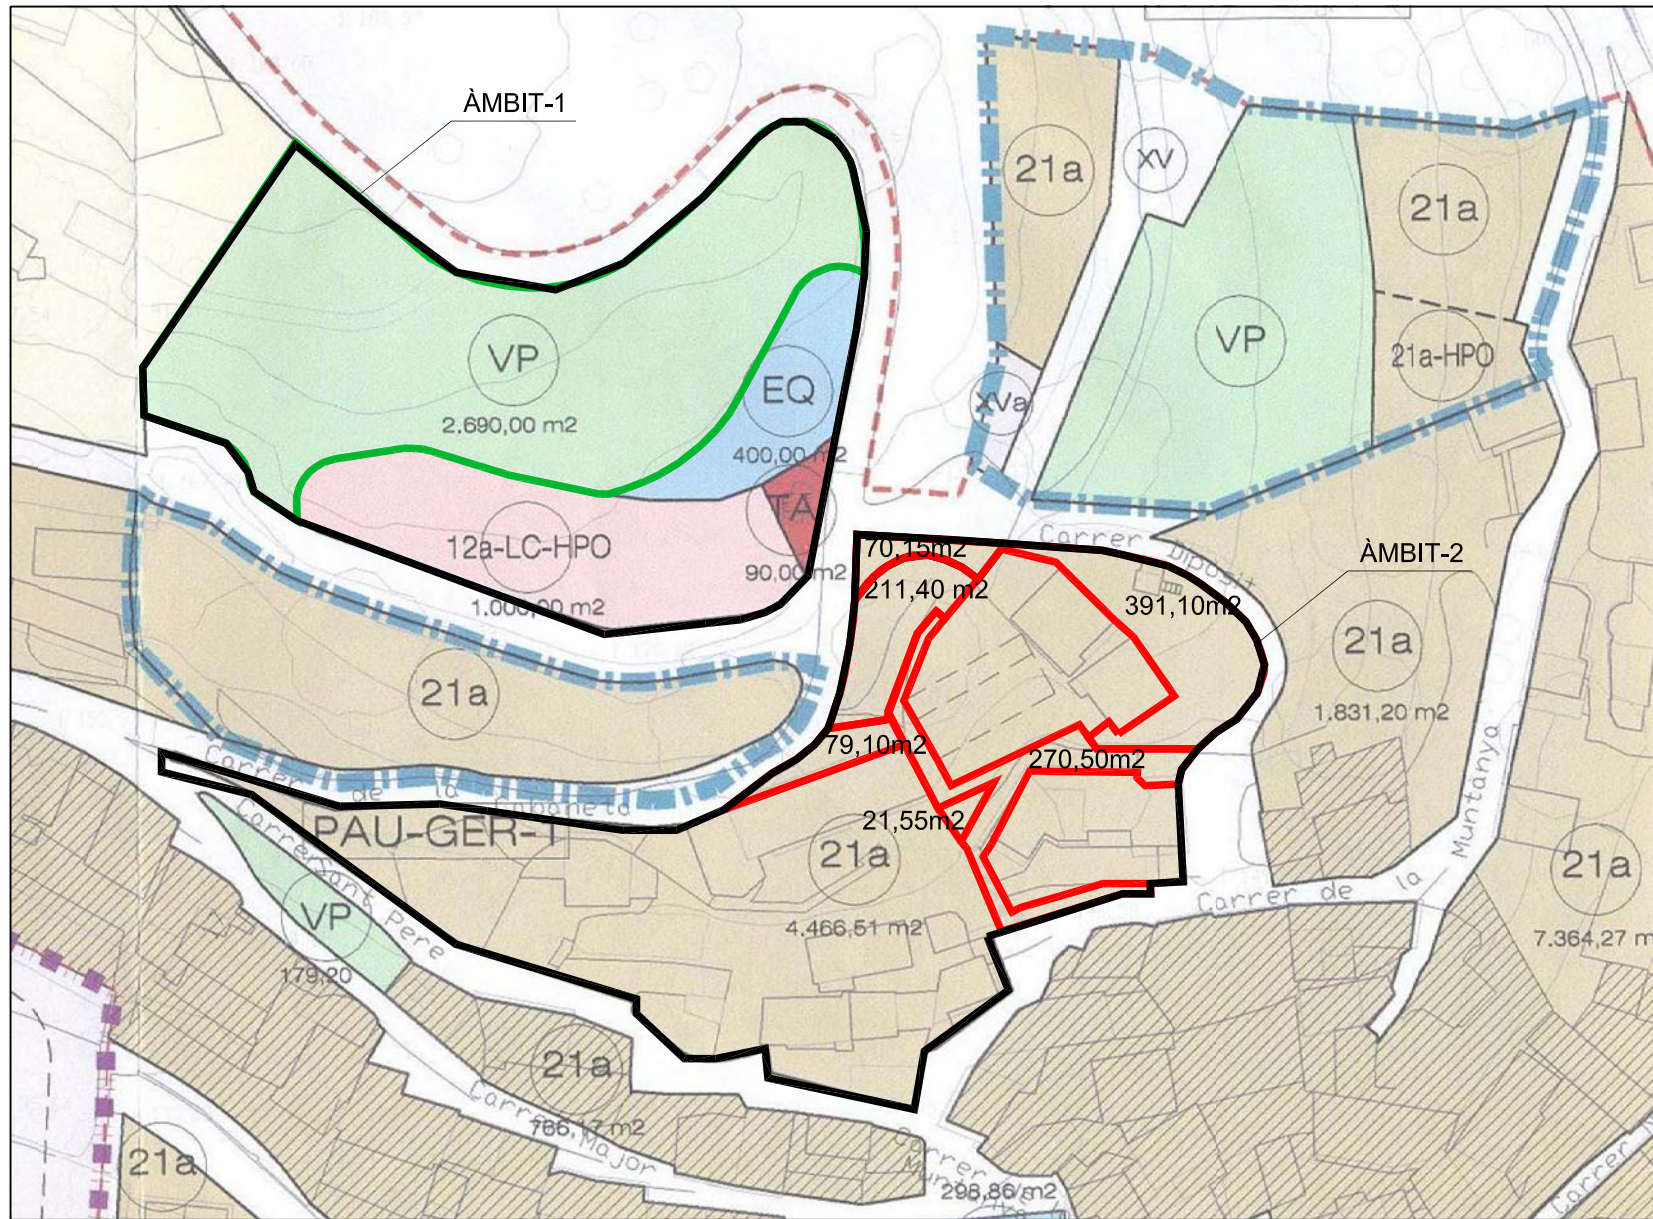 ÀMBIT-1
21a
XV
21a
VP
2.690,00 m2
EQ
400,00 m2
VP
21a-HPO
XVa
TA
90,00 m2
12a-LC-HPO
1.000,00 m2
Carrer Diposit
70,15m2
211,40 m2
391,10m2
ÀMBIT-2
21a
1.831,20 m2
21a
79,10m2
270,50m2
Carrer de la
21,55m2
PAU-GER-1
21a
4.466,51 m2
Carrer Sant Pere
VP
179,20
Carrer de la Muntanya
21a
7.364,27 m
21a
766,17 m2
Carrer Major
21a
Carrer
298,86 m2
Carrer